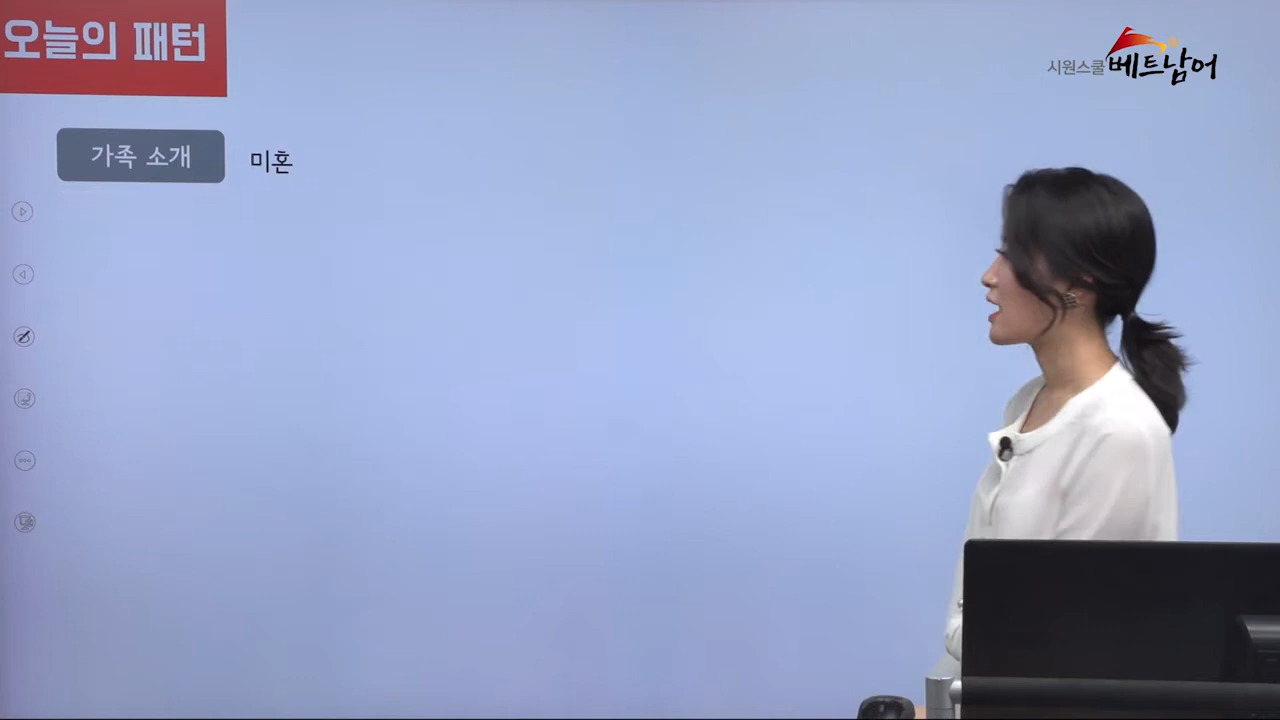 오늘의 패턴
시원스쿨 베트남어
가족 소개
미혼